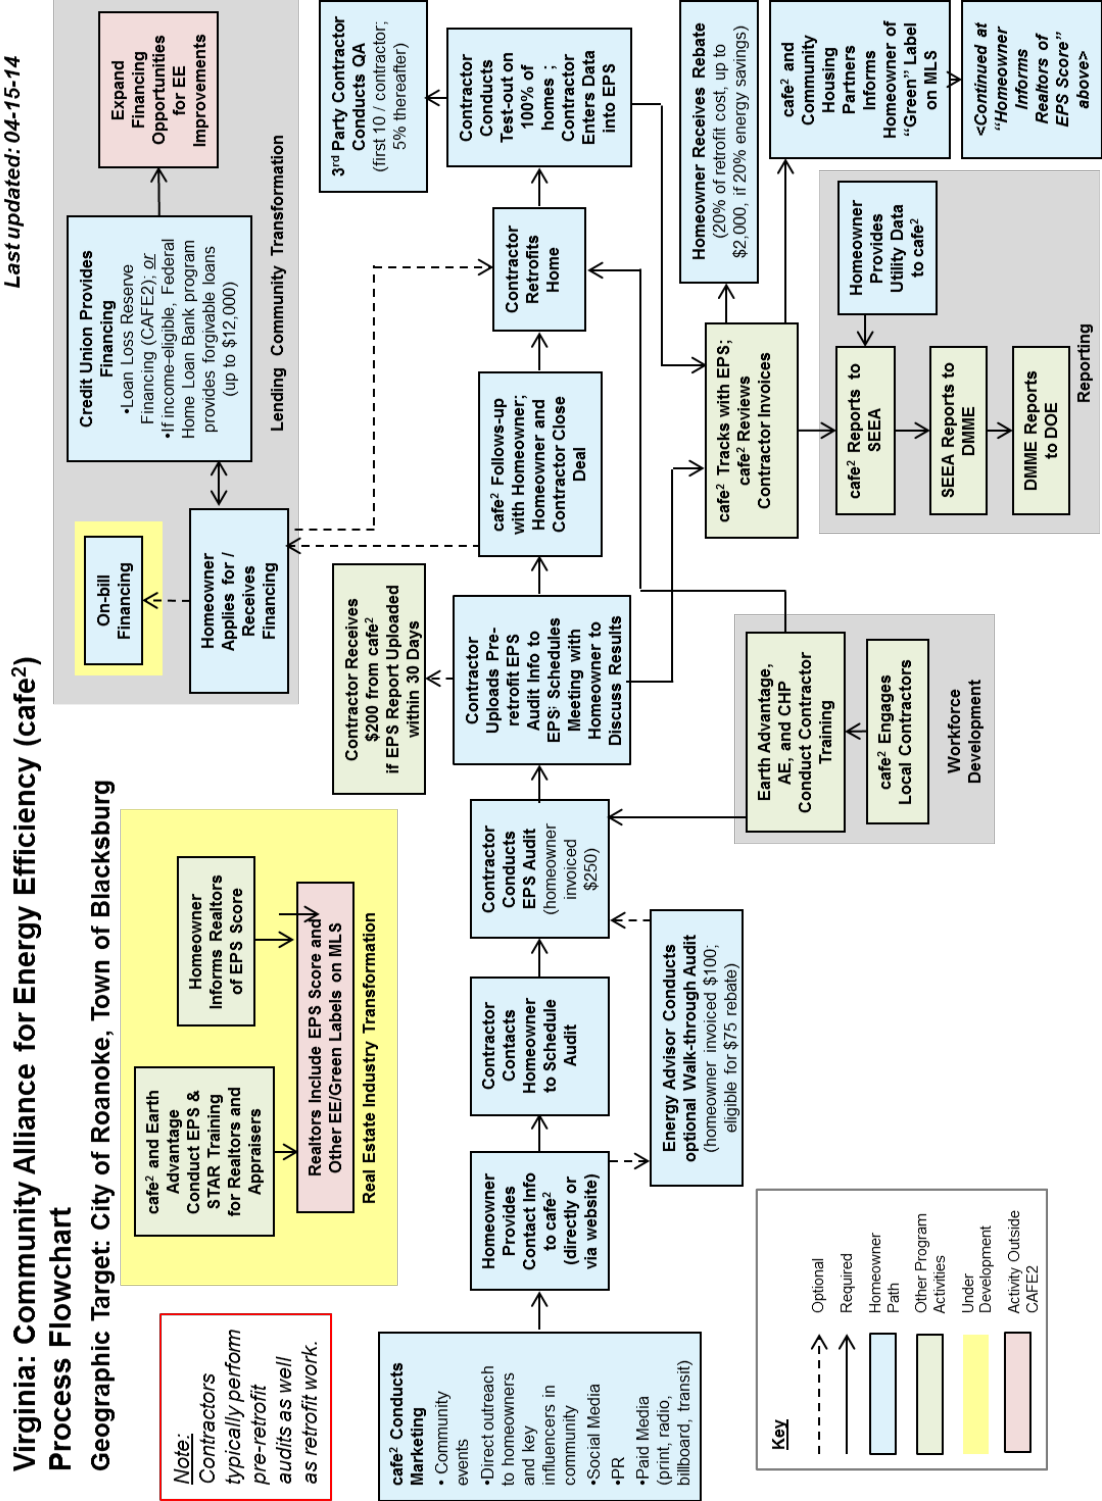 Virginia: Community Alliance for Energy Efficiency (cafe²)
Process Flowchart
Last updated: 04-15-14
Geographic Target: City of Roanoke, Town of Blacksburg
Note:
Contractors
typically perform
pre-retrofit
audits as well
as retrofit work.
cafe² and Earth
Advantage
Conduct EPS &
STAR Training
for Realtors and
Appraisers
Homeowner
Informs Realtors
of EPS Score
Realtors Include EPS Score and
Other EE/Green Labels on MLS
Real Estate Industry Transformation
On-bill
Financing
Homeowner
Applies for /
Receives
Financing
Credit Union Provides
Financing
•Loan Loss Reserve
Financing (CAFE2); or
•If income-eligible, Federal
Home Loan Bank program
provides forgivable loans
(up to $12,000)
Expand
Financing
Opportunities
for EE
Improvements
Lending Community Transformation
Contractor Receives
$200 from cafe²
if EPS Report Uploaded
within 30 Days
3rd Party Contractor
Conducts QA
(first 10 / contractor;
5% thereafter)
cafe² Conducts
Marketing
• Community
events
•Direct outreach
to homeowners
and key
influencers in
community
•Social Media
•PR
•Paid Media
(print, radio,
billboard, transit)
Homeowner
Provides
Contact Info
to cafe²
(directly or
via website)
Contractor
Contacts
Homeowner
to Schedule
Audit
Contractor
Conducts
EPS Audit
(homeowner
invoiced
$250)
Contractor
Uploads Pre-
retrofit EPS
Audit Info to
EPS; Schedules
Meeting with
Homeowner to
Discuss Results
cafe² Follows-up
with Homeowner;
Homeowner and
Contractor Close
Deal
Contractor
Retrofits
Home
Contractor
Conducts
Test-out on
100% of
homes ;
Contractor
Enters Data
into EPS
Energy Advisor Conducts
optional Walk-through Audit
(homeowner invoiced $100;
eligible for $75 rebate)
Earth Advantage,
AE, and CHP
Conduct Contractor
Training
cafe² Engages
Local Contractors
Workforce
Development
cafe² Tracks with EPS;
cafe² Reviews
Contractor Invoices
Homeowner Receives Rebate
(20% of retrofit cost, up to
$2,000, if 20% energy savings)
cafe² and
Community
Housing
Partners
Informs
Homeowner of
“Green” Label
on MLS
<Continued at
“Homeowner
Informs
Realtors of
EPS Score”
above>
cafe² Reports to
SEEA
Homeowner
Provides
Utility Data
to cafe²
SEEA Reports to
DMME
DMME Reports
to DOE
Reporting
Key
Optional
Required
Homeowner
Path
Other Program
Activities
Under
Development
Activity Outside
CAFE2